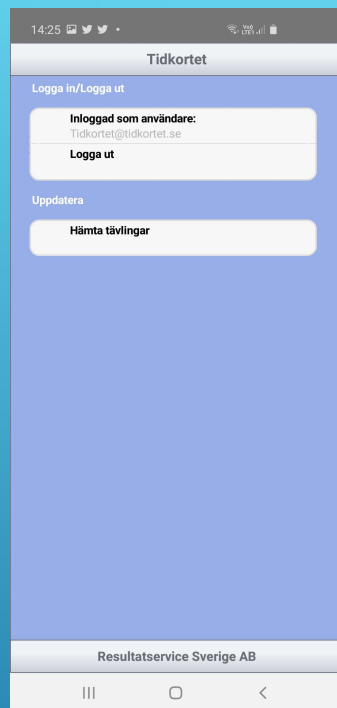 14:25
Tidkortet
Logga in/Logga ut
Inloggad som användare:
Tidkortet@tidkortet.se
Logga ut
Uppdatera
Hämta tävlingar
Resultatservice Sverige AB